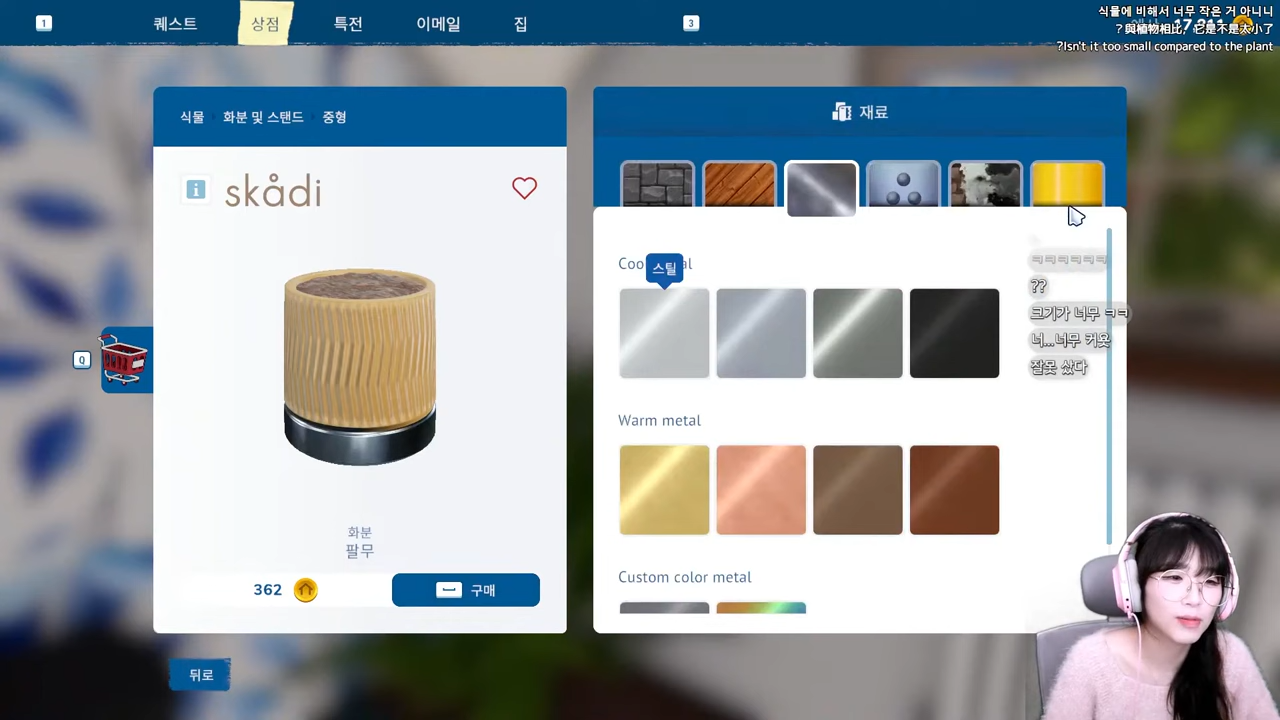 1
퀘스트
상점
특전
이메일
집
3
17,911
식물에 비해서 너무 작은 거 아니니
？與植物相比，它是不是太小了
?Isn't it too small compared to the plant
식물 화분 및 스탠드 중형
재료
i
skådi
스틸
Q
화분
팔무
362
구매
Warm metal
Custom color metal
ㅋㅋㅋㅋㅋㅋ
??
크기가 너무 ㅋㅋ
너...너무 커욧
잘못 샀다
뒤로